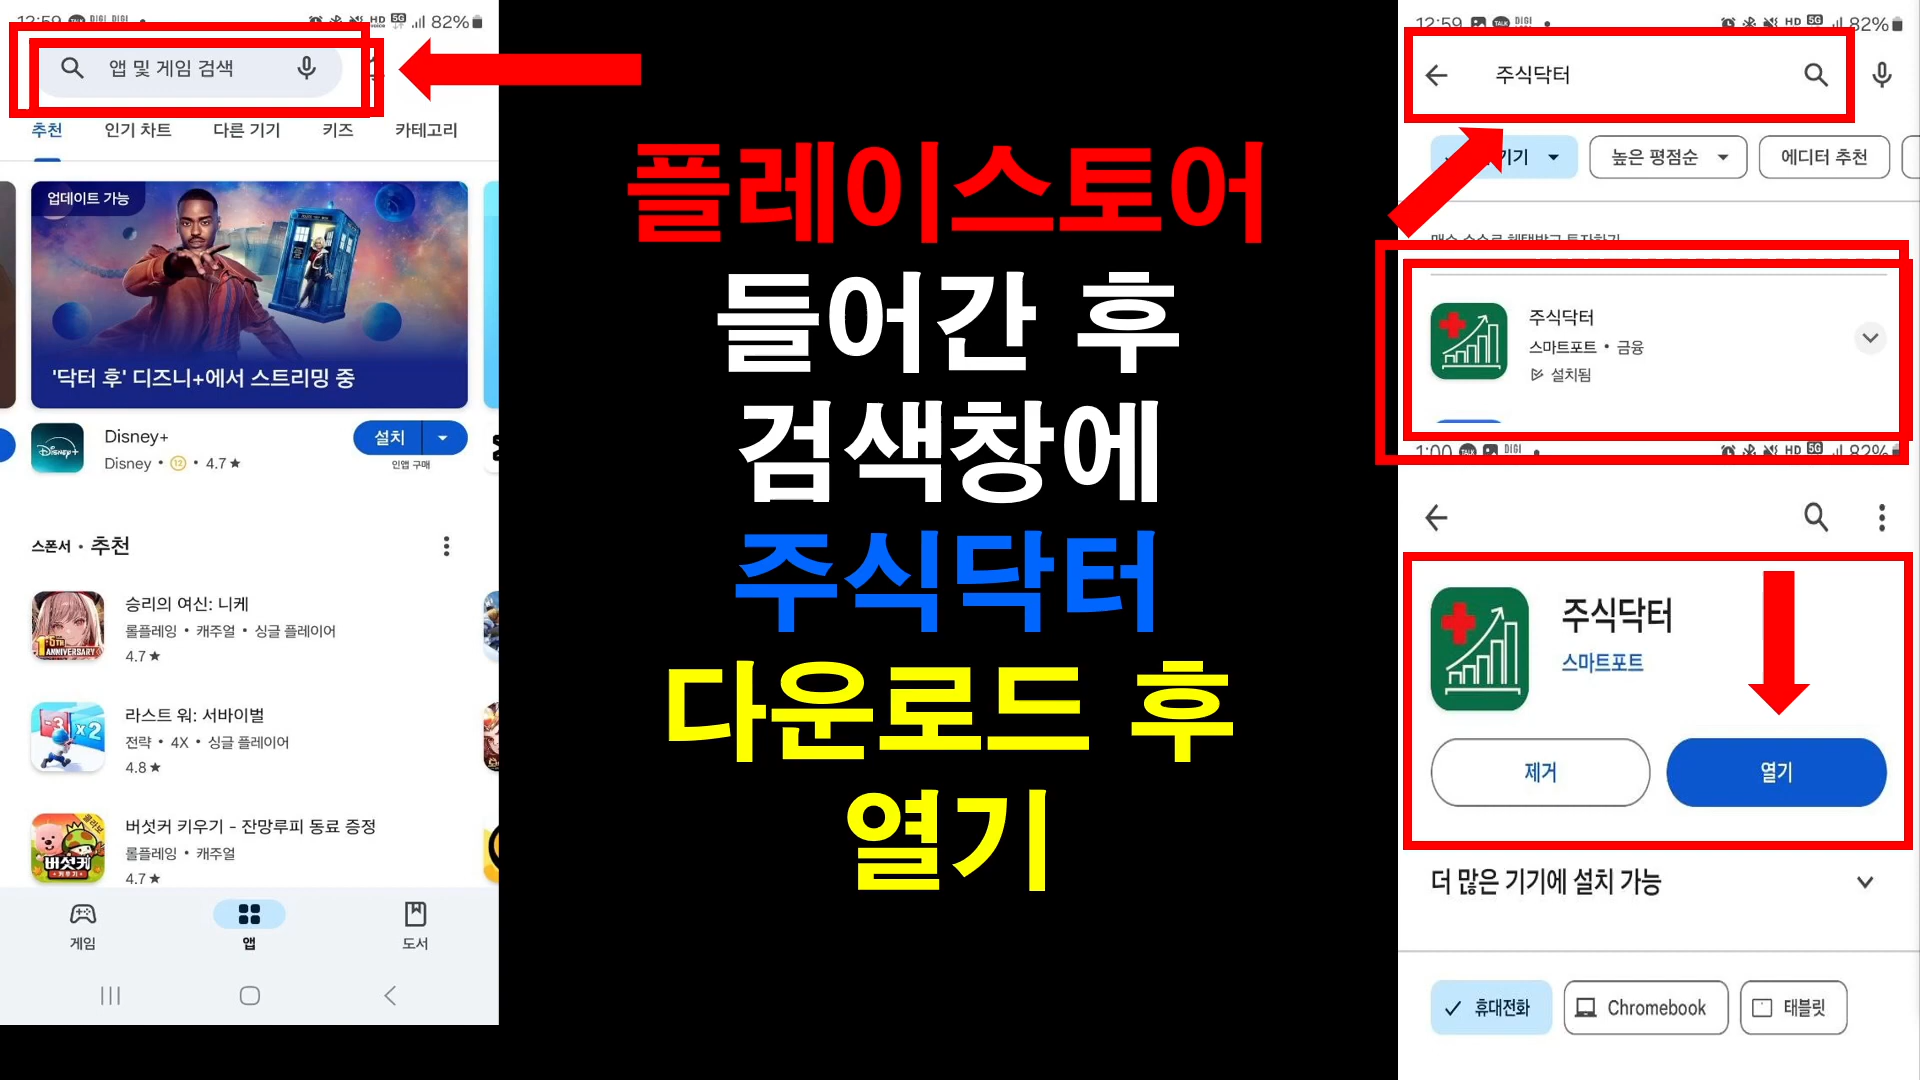 12:59 82%
앱 및 게임 검색
추천 인기 차트 다른 기기 키즈 카테고리
업데이트 가능
'닥터 후' 디즈니+에서 스트리밍 중
Disney+
Disney • 12 • 4.7★
설치
인앱 구매
스폰서 • 추천
승리의 여신: 니케
롤플레잉 • 캐주얼 • 싱글 플레이어
4.7★
라스트 워: 서바이벌
전략 • 4X • 싱글 플레이어
4.8★
버섯커 키우기 - 잔망루피 동료 증정
롤플레잉 • 캐주얼
4.7★
게임 앱 도서
플레이스토어
들어간 후
검색창에
주식닥터
다운로드 후
열기
12:59 HD 5G 82%
주식닥터
기기 높은 평점순 에디터 추천
주식닥터
스마트포트 • 금융
설치됨
1:00 HD 5G 82%
주식닥터
스마트포트
제거 열기
더 많은 기기에 설치 가능
휴대전화 Chromebook 태블릿